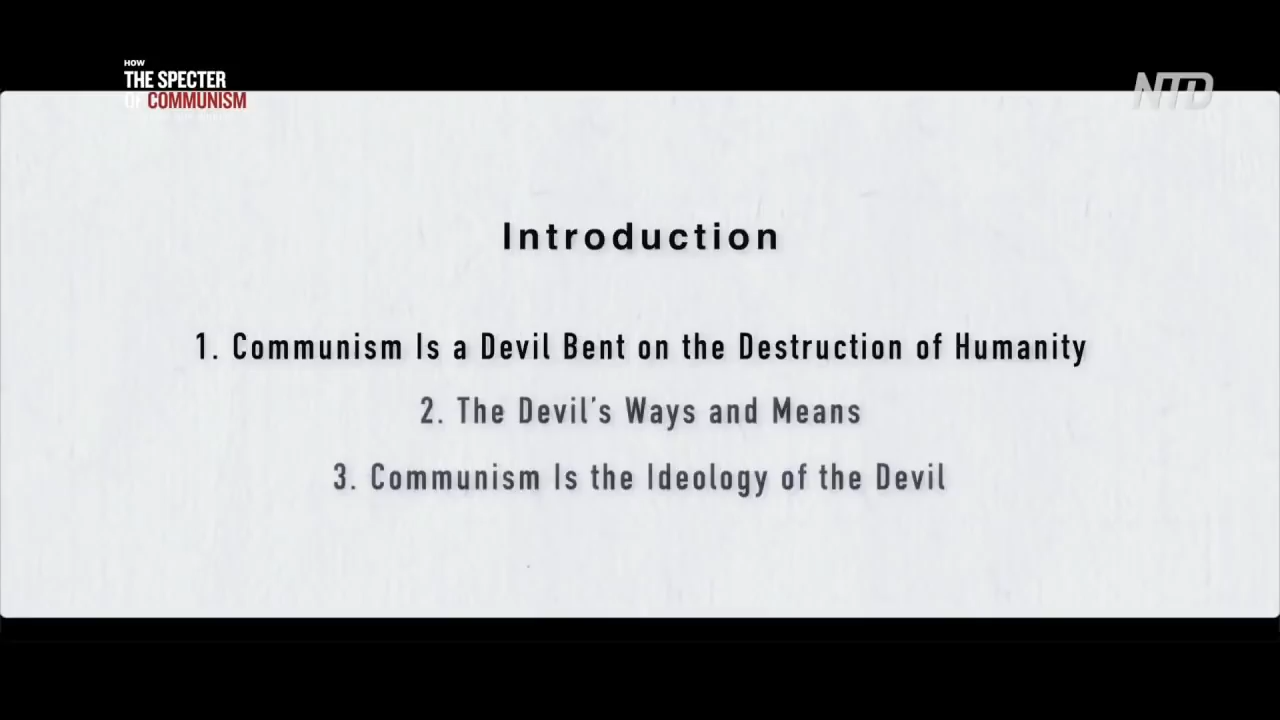 HOW
THE SPECTER
OF COMMUNISM
NTD
Introduction
1. Communism Is a Devil Bent on the Destruction of Humanity
2. The Devil's Ways and Means
3. Communism Is the Ideology of the Devil